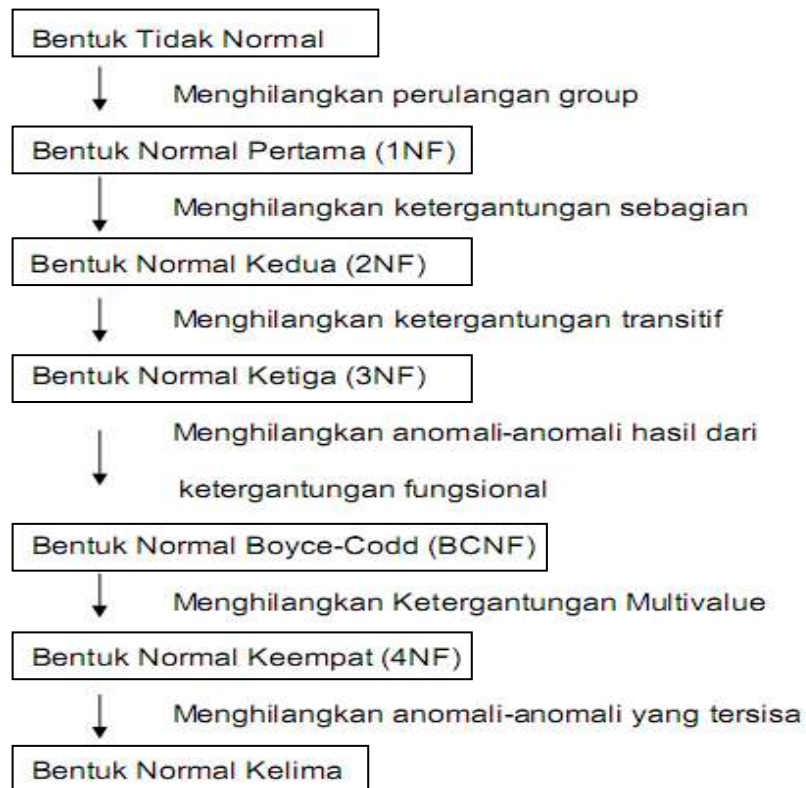 Bentuk Tidak Normal
Menghilangkan perulangan group
Bentuk Normal Pertama (1NF)
Menghilangkan ketergantungan sebagian
Bentuk Normal Kedua (2NF)
Menghilangkan ketergantungan transitif
Bentuk Normal Ketiga (3NF)
Menghilangkan anomali-anomali hasil dari
ketergantungan fungsional
Bentuk Normal Boyce-Codd (BCNF)
Menghilangkan Ketergantungan Multivalue
Bentuk Normal Keempat (4NF)
Menghilangkan anomali-anomali yang tersisa
Bentuk Normal Kelima